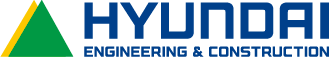 HYUNDAI
ENGINEERING & CONSTRUCTION